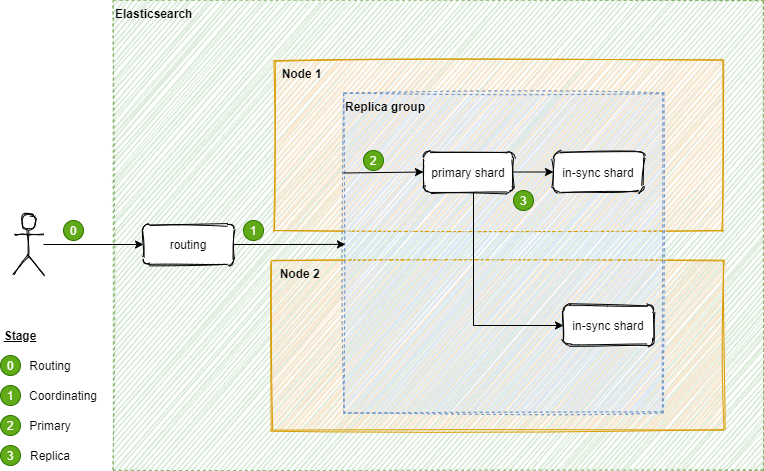 Elasticsearch
Node 1
Replica group
2
primary shard
in-sync shard
3
0
1
routing
Node 2
in-sync shard
Stage
0 Routing
1 Coordinating
2 Primary
3 Replica